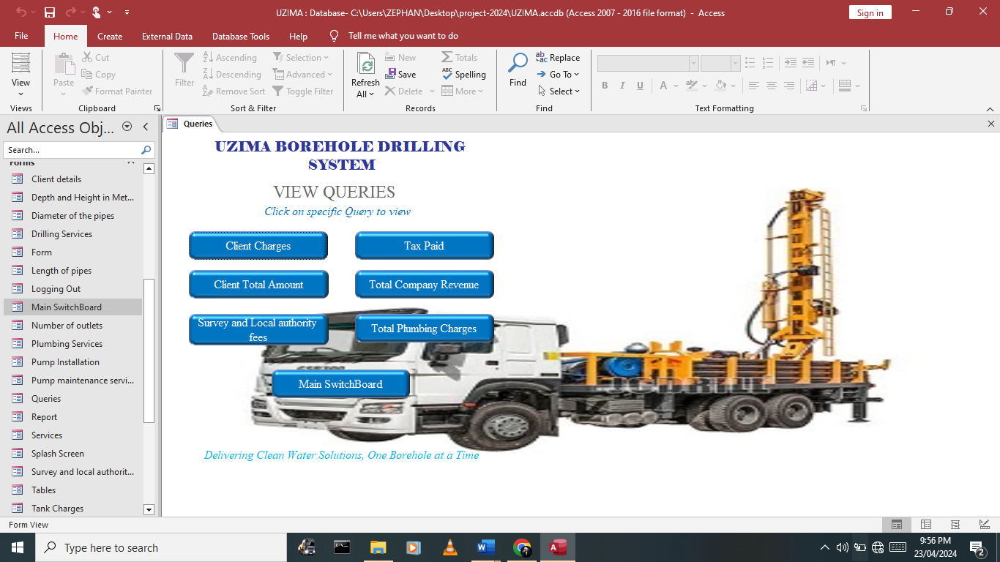 UZIMA : Database- C:\Users\ZEPHAN\Desktop\project-2024\UZIMA.accdb (Access 2007 - 2016 file format) - Access
Sign in
File Home Create External Data Database Tools Help Tell me what you want to do
View
Views
Paste
Cut
Copy
Format Painter
Clipboard
Filter
Ascending
Descending
Remove Sort
Selection
Advanced
Toggle Filter
Sort & Filter
Refresh
All
New
Save
Delete
Totals
Spelling
More
Records
Find
Replace
Go To
Select
Find
B I U
A
Text Formatting
All Access Obj...
Search...
Forms
Client details
Depth and Height in Met...
Diameter of the pipes
Drilling Services
Form
Length of pipes
Logging Out
Main SwitchBoard
Number of outlets
Plumbing Services
Pump Installation
Pump maintenance servi...
Queries
Report
Services
Splash Screen
Survey and local authorit...
Tables
Tank Charges
Queries
UZIMA BOREHOLE DRILLING
SYSTEM
VIEW QUERIES
Click on specific Query to view
Client Charges
Tax Paid
Client Total Amount
Total Company Revenue
Survey and Local authority
fees
Total Plumbing Charges
Main SwitchBoard
Delivering Clean Water Solutions, One Borehole at a Time
Form View
Type here to search
9:56 PM
23/04/2024
2